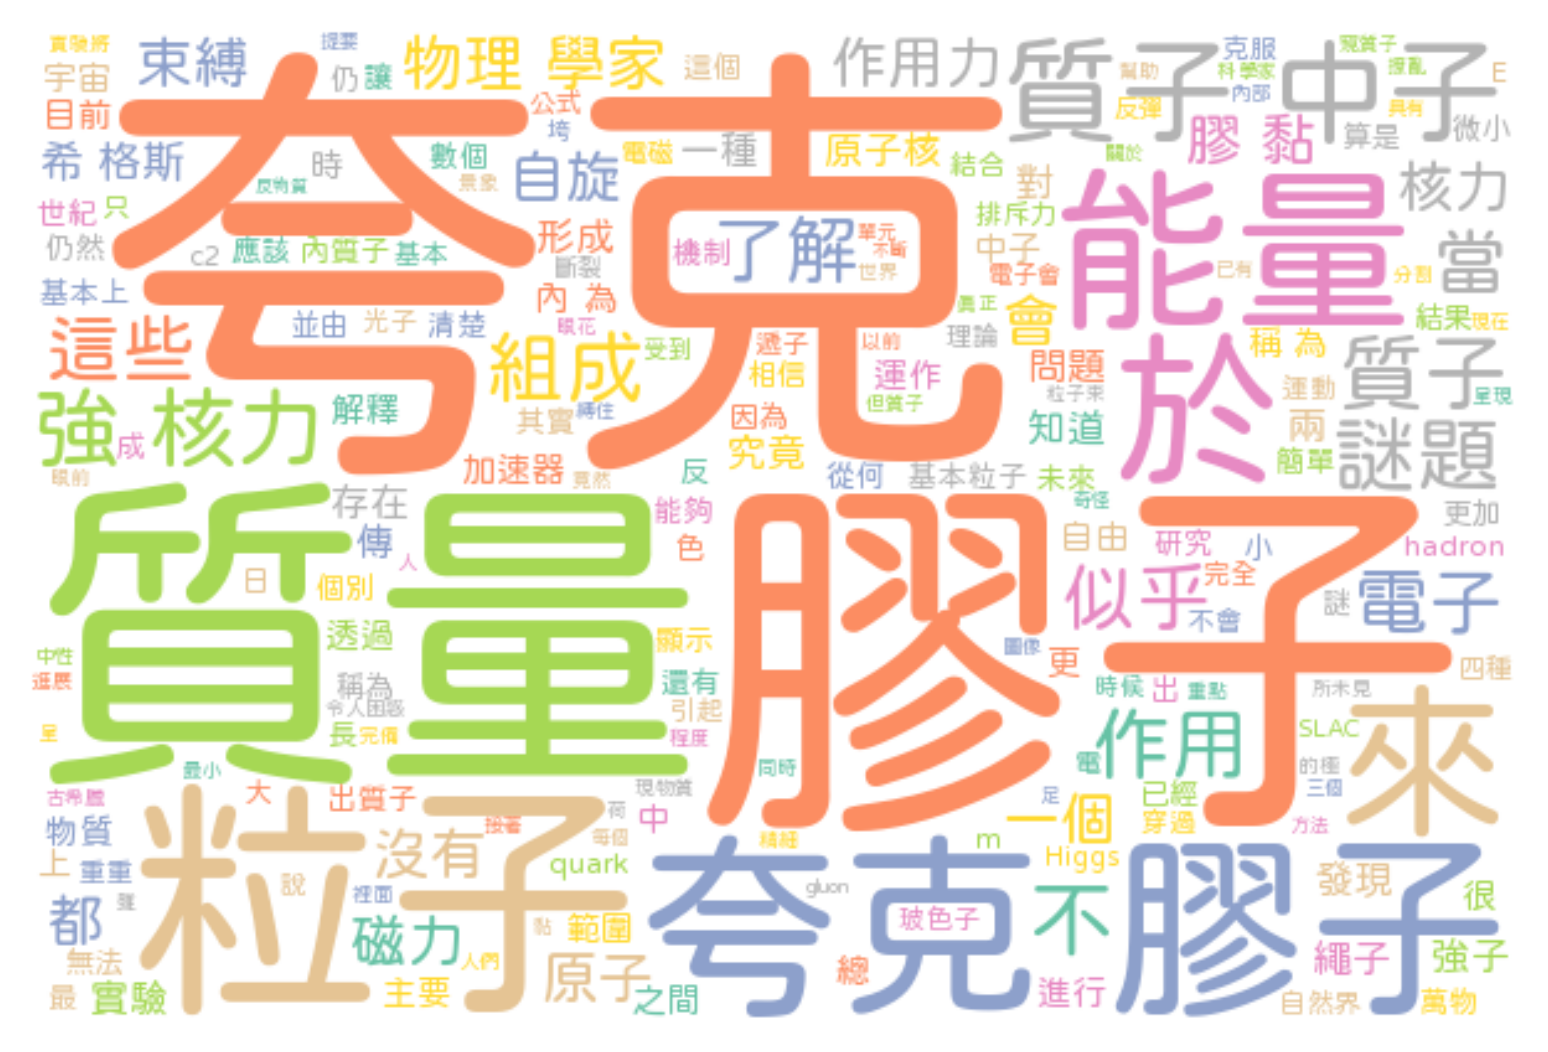 夸克
質量
膠子
能量
於
粒子
來
夸克 膠子
質子 中子
強 核力
組成
這些
作用
謎題
質子
似乎
電子
了解
自旋
物理 學家
束縛
作用力
希 格斯
目前
宇宙
仍
讓
這個
公式
垮
數個
時
電磁
一種
原子核
結合
對
排斥力
中子
電子會
膠 黏
核力
當
算是
微小
克服
科學家
內部
幫助
反彈
具有
E
關於
世紀
只
仍然
基本上
c2
應該
內質子
基本
反物質
景象
形成
斷裂
內 為
眼花
機制
單元
不斷
世界
已有
分割
結果
現在
並由
光子
清楚
受到
遞子
以前
相信
運作
但質子
真正
理論
會
問題
粒子束
稱 為
運動
呈現
兩
簡單
知道
解釋
成
其實
縛住
因為
究竟
加速器
竟然
反
從何
基本粒子
未來
眼前
存在
傳
人
日
個別
能夠
色
奇怪
自由
研究
小
更加
hadron
完全
不會
謎
中性
進展
透過
稱為
令人困惑
長
完備
呈
顯示
還有
引起
程度
圖像
更
時候
出
重點
所未見
四種
SLAC
的極
三個
電
最小
古希臘
大
出質子
接著
現物質
荷
每個
中
同時
足
一個
已經
穿過
方法
物質
上
重重
說
沒有
裡面
quark
精細
gluon
m
Higgs
發現
很
都
磁力
黏
範圍
人們
玻色子
不
繩子
強子
無法
最
實驗
主要
原子
之間
總
進行
自然界
萬物
提要